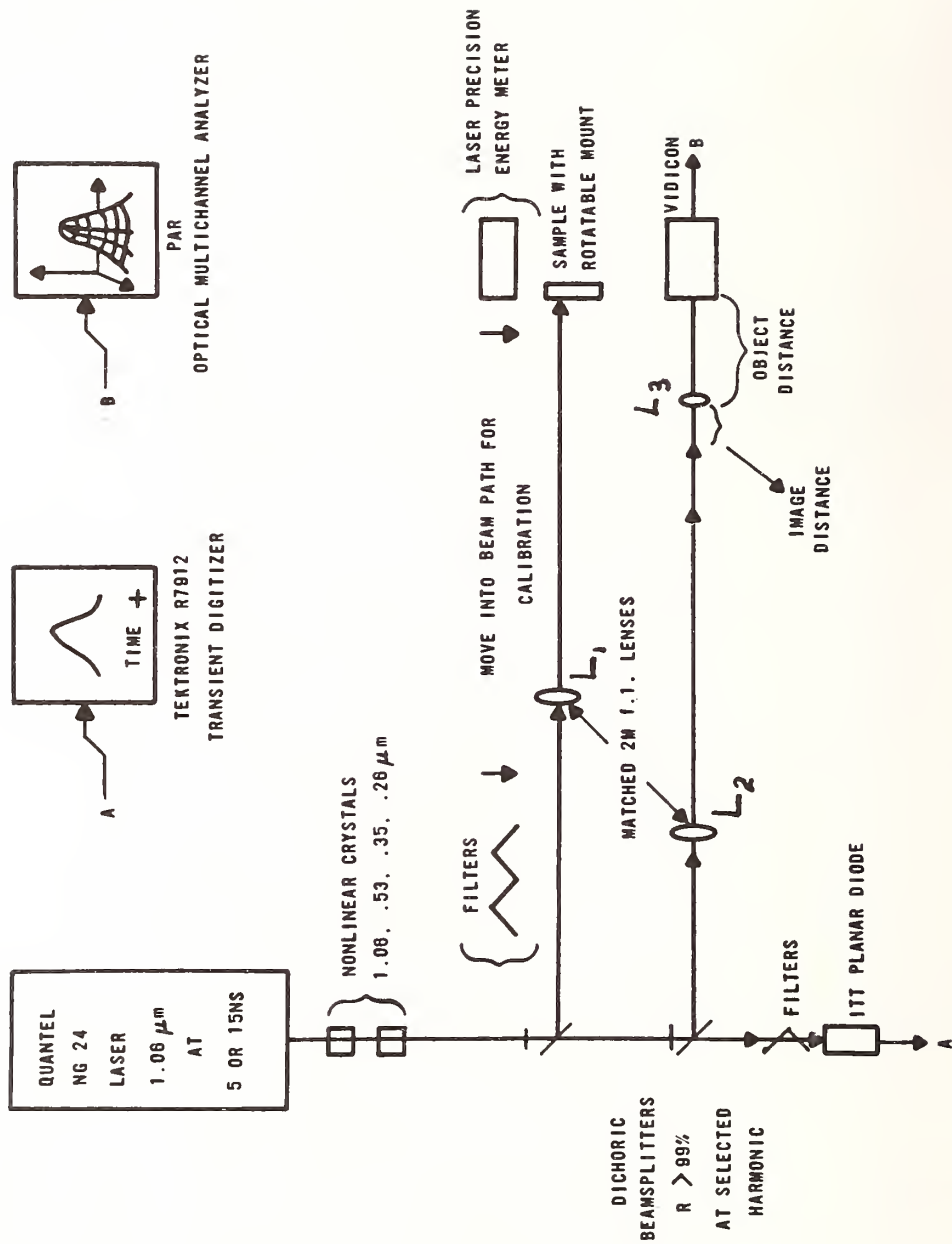 QUANTEL
NG 24
LASER
1.06 μm
AT
5 OR 15NS
A
TIME +
TEKTRONIX R7912
TRANSIENT DIGITIZER
B
PAR
OPTICAL MULTICHANNEL ANALYZER
NONLINEAR CRYSTALS
1.06, .53, .35, .26 μm
FILTERS
MOVE INTO BEAM PATH FOR
CALIBRATION
LASER PRECISION
ENERGY METER
L1
SAMPLE WITH
ROTATABLE MOUNT
MATCHED 2M f.l. LENSES
L2
L3
VIDICON
B
IMAGE
DISTANCE
OBJECT
DISTANCE
DICHORIC
BEAMSPLITTERS
R >99%
AT SELECTED
HARMONIC
FILTERS
ITT PLANAR DIODE
A